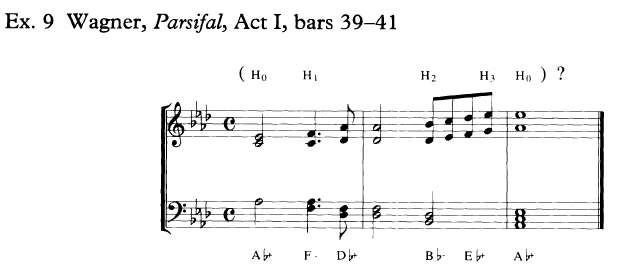 Ex. 9 Wagner, Parsifal, Act I, bars 39–41
( H₀ H₁ H₂ H₃ H₀ ) ?
A♭+ F- D♭+ B♭- E♭+ A♭+